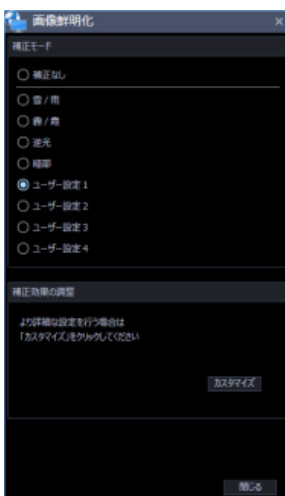 画像鮮明化
補正モード
補正なし
雪 / 雨
霧 / 靄
逆光
暗部
ユーザー設定 1
ユーザー設定 2
ユーザー設定 3
ユーザー設定 4
補正効果の調整
より詳細な設定を行う場合は
「カスタマイズ」をクリックしてください
カスタマイズ
閉じる